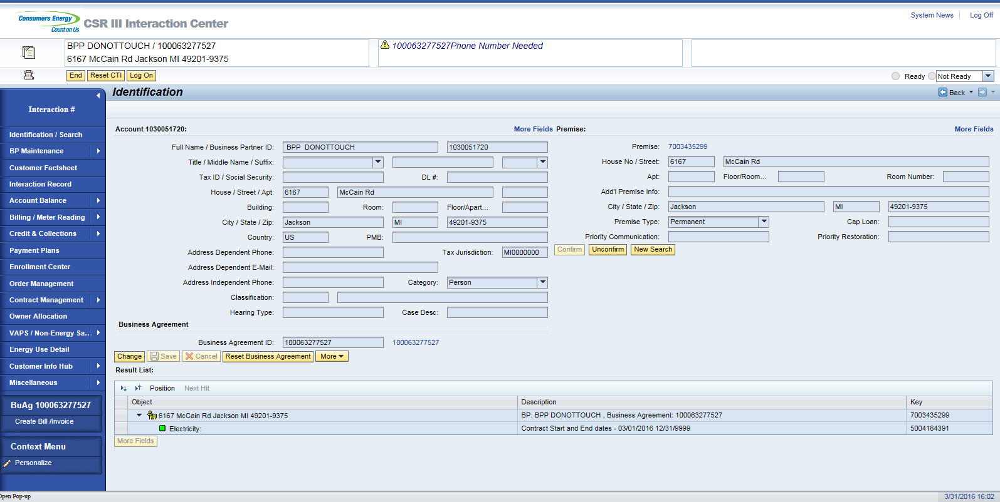 System News
Log Off
Consumers Energy
Count on Us
CSR III Interaction Center
BPP DONOTTOUCH / 100063277527
6167 McCain Rd Jackson MI 49201-9375
100063277527Phone Number Needed
End
Reset CTI
Log On
Ready
Not Ready
Identification
Back
Interaction #
Identification / Search
BP Maintenance
Customer Factsheet
Interaction Record
Account Balance
Billing / Meter Reading
Credit & Collections
Payment Plans
Enrollment Center
Order Management
Contract Management
Owner Allocation
VAPS / Non-Energy Sa...
Energy Use Detail
Customer Info Hub
Miscellaneous
BuAg 100063277527
Create Bill /Invoice
Context Menu
Personalize
Account 1030051720:
More Fields
Full Name / Business Partner ID: BPP DONOTTOUCH 1030051720
Title / Middle Name / Suffix:
Tax ID / Social Security: DL #:
House / Street / Apt: 6167 McCain Rd
Building: Room: Floor/Apart...
City / State / Zip: Jackson MI 49201-9375
Country: US PMB:
Address Dependent Phone: Tax Jurisdiction: MI0000000
Address Dependent E-Mail:
Address Independent Phone: Category: Person
Classification:
Hearing Type: Case Desc:
Business Agreement
Business Agreement ID: 100063277527 100063277527
Change Save Cancel Reset Business Agreement More
Premise:
More Fields
Premise: 7003435299
House No / Street: 6167 McCain Rd
Apt: Floor/Room... Room Number:
Add'l Premise Info:
City / State / Zip: Jackson MI 49201-9375
Premise Type: Permanent Cap Loan:
Priority Communication: Priority Restoration:
Confirm Unconfirm New Search
Result List:
Position Next Hit
Object Description Key
6167 McCain Rd Jackson MI 49201-9375 BP: BPP DONOTTOUCH , Business Agreement: 100063277527 7003435299
Electricity: Contract Start and End dates - 03/01/2016 12/31/9999 5004184391
More Fields
Open Pop-up
3/31/2016 16:02